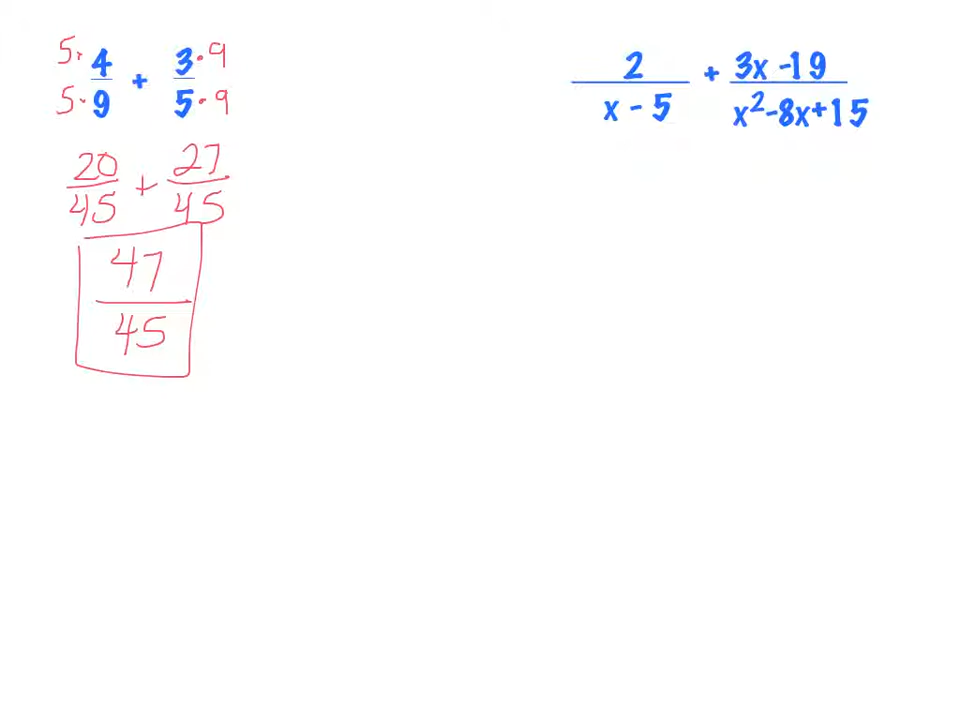 5· 4/9 + 3/5 ·9
5· ·9
20/45 + 27/45
47/45
2/(x - 5) + (3x -19)/(x²-8x+15)